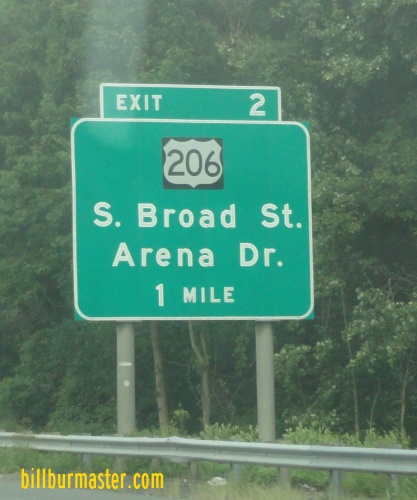 EXIT 2
206
S. Broad St.
Arena Dr.
1 MILE
billburmaster.com